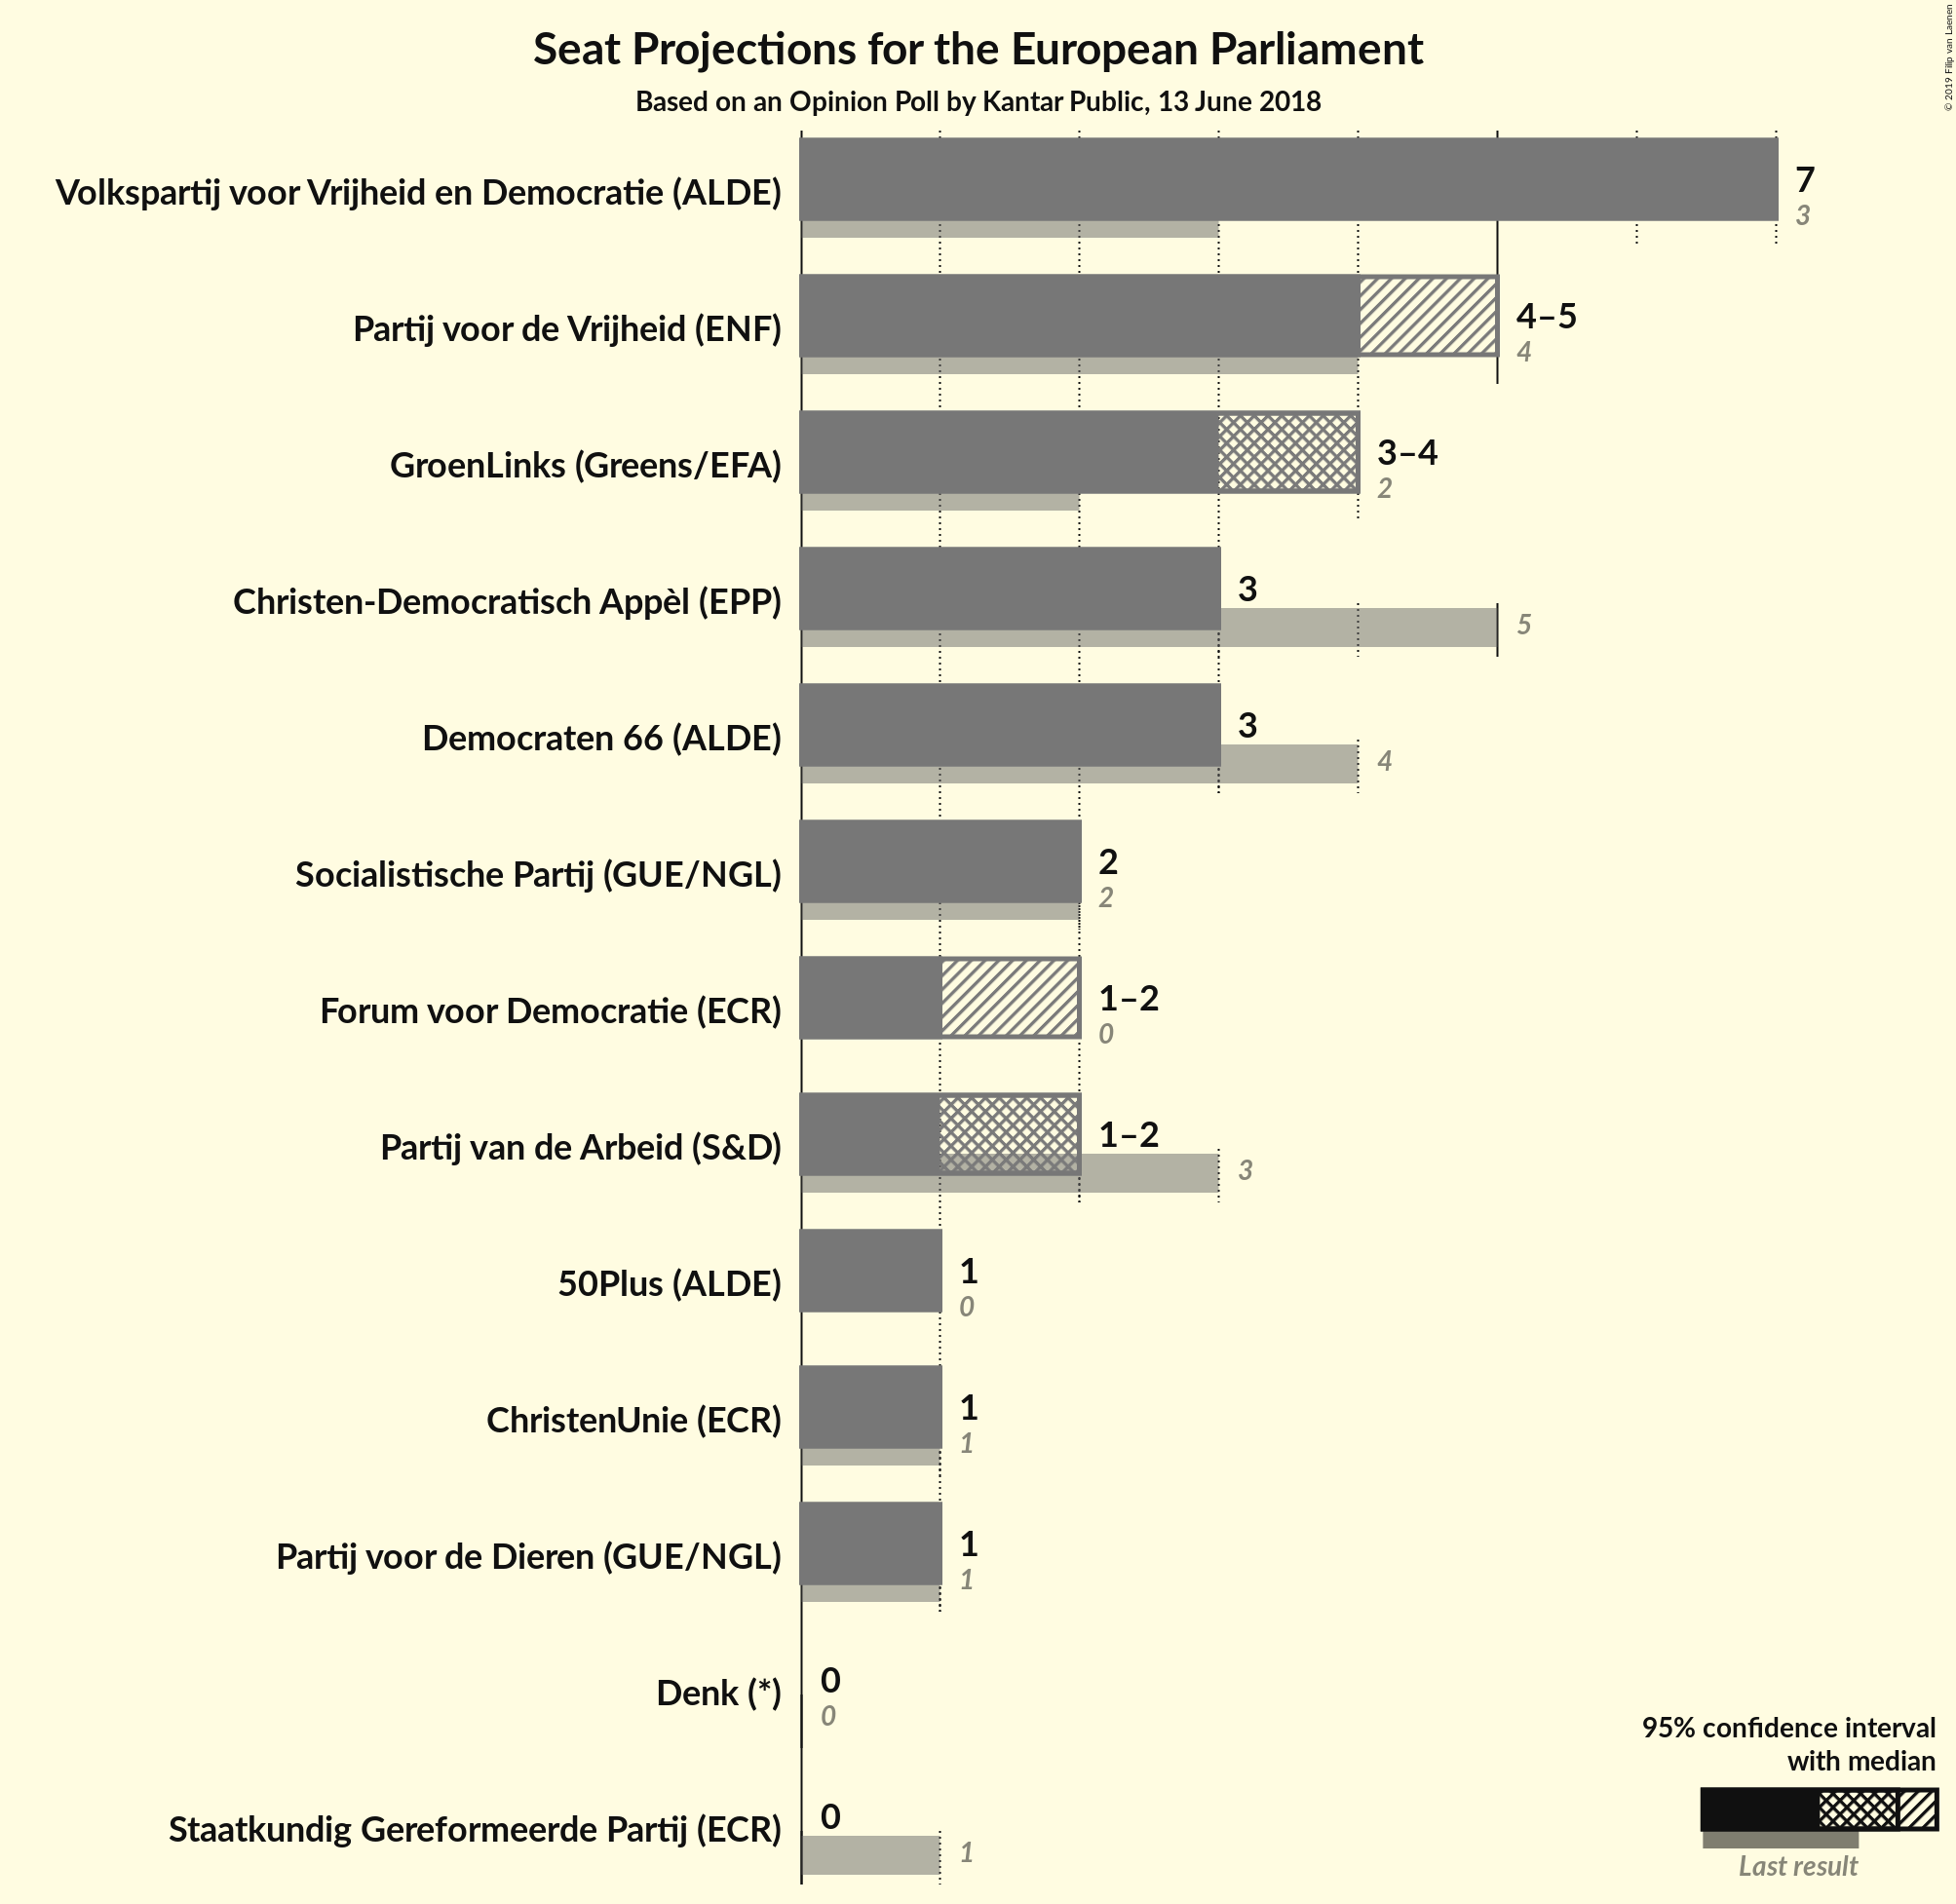 Seat Projections for the European Parliament
Based on an Opinion Poll by Kantar Public, 13 June 2018
© 2019 Filip van Laenen
Volkspartij voor Vrijheid en Democratie (ALDE)
7
3
Partij voor de Vrijheid (ENF)
4–5
4
GroenLinks (Greens/EFA)
3–4
2
Christen-Democratisch Appèl (EPP)
3
5
Democraten 66 (ALDE)
3
4
Socialistische Partij (GUE/NGL)
2
2
Forum voor Democratie (ECR)
1–2
0
Partij van de Arbeid (S&D)
1–2
3
50Plus (ALDE)
1
0
ChristenUnie (ECR)
1
1
Partij voor de Dieren (GUE/NGL)
1
1
Denk (*)
0
0
Staatkundig Gereformeerde Partij (ECR)
0
1
95% confidence interval
with median
Last result